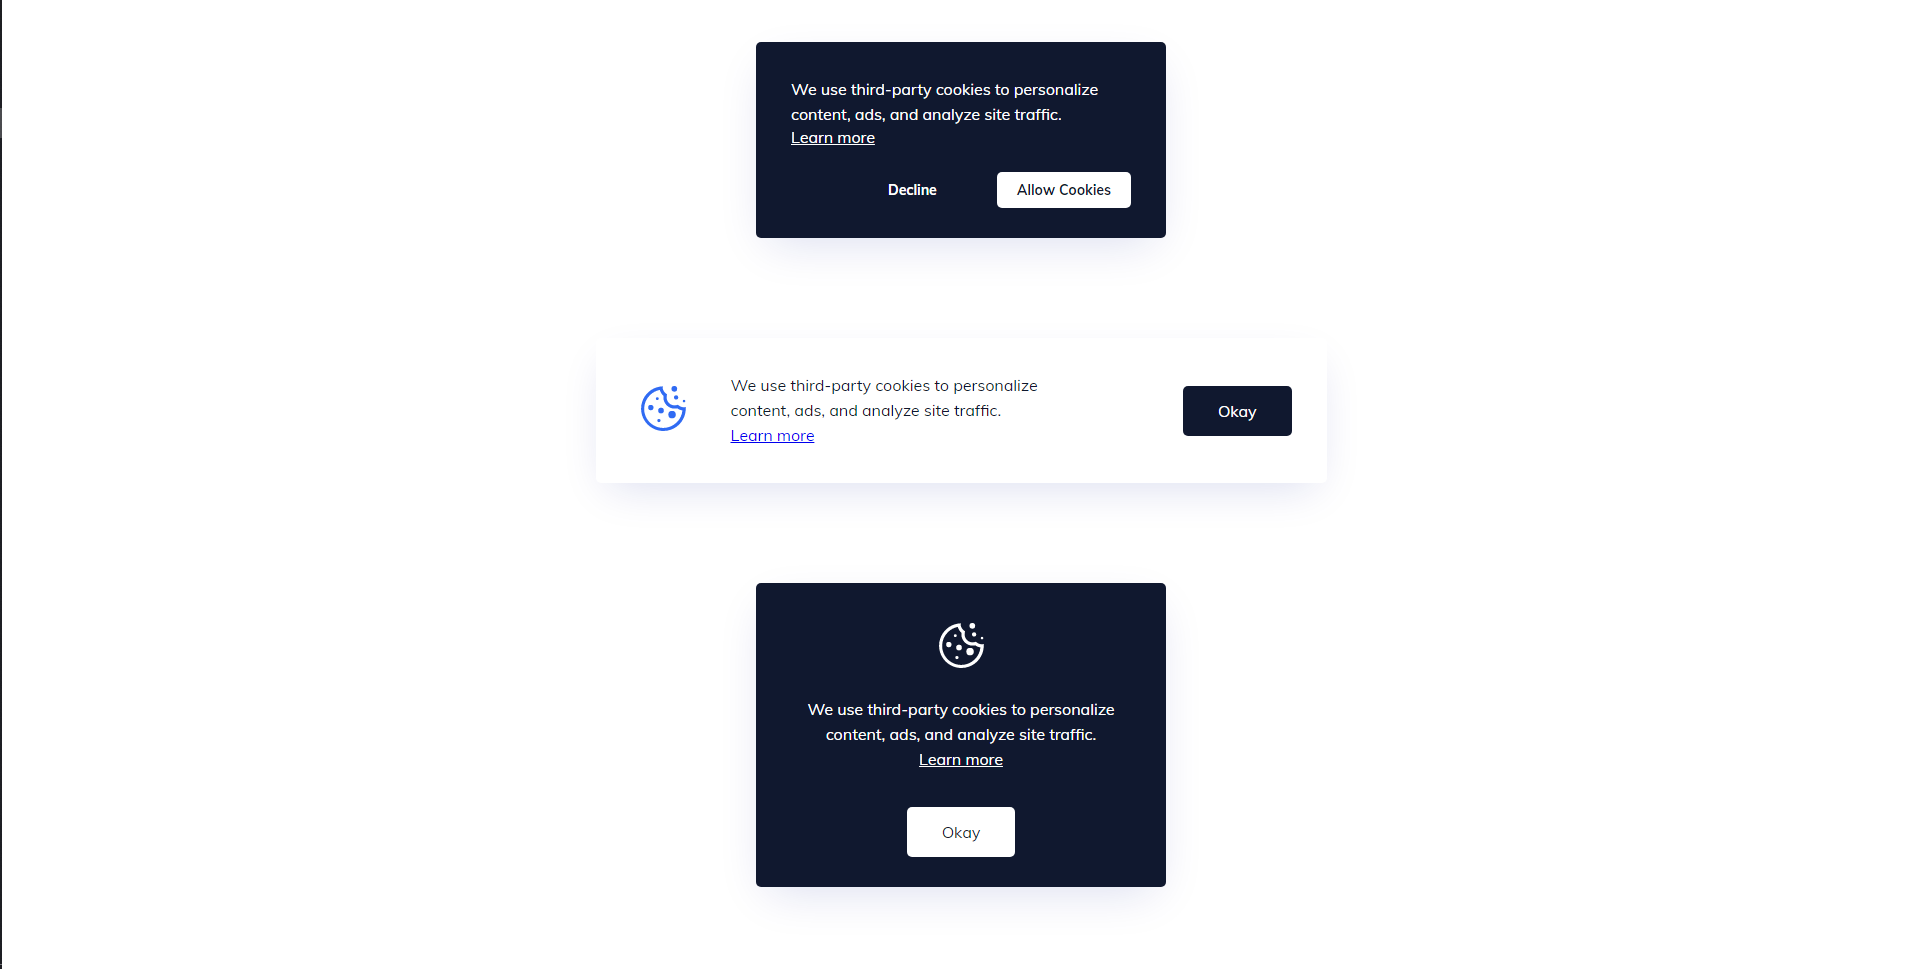 We use third-party cookies to personalize
content, ads, and analyze site traffic.
Learn more
Decline
Allow Cookies
We use third-party cookies to personalize
content, ads, and analyze site traffic.
Learn more
Okay
We use third-party cookies to personalize
content, ads, and analyze site traffic.
Learn more
Okay